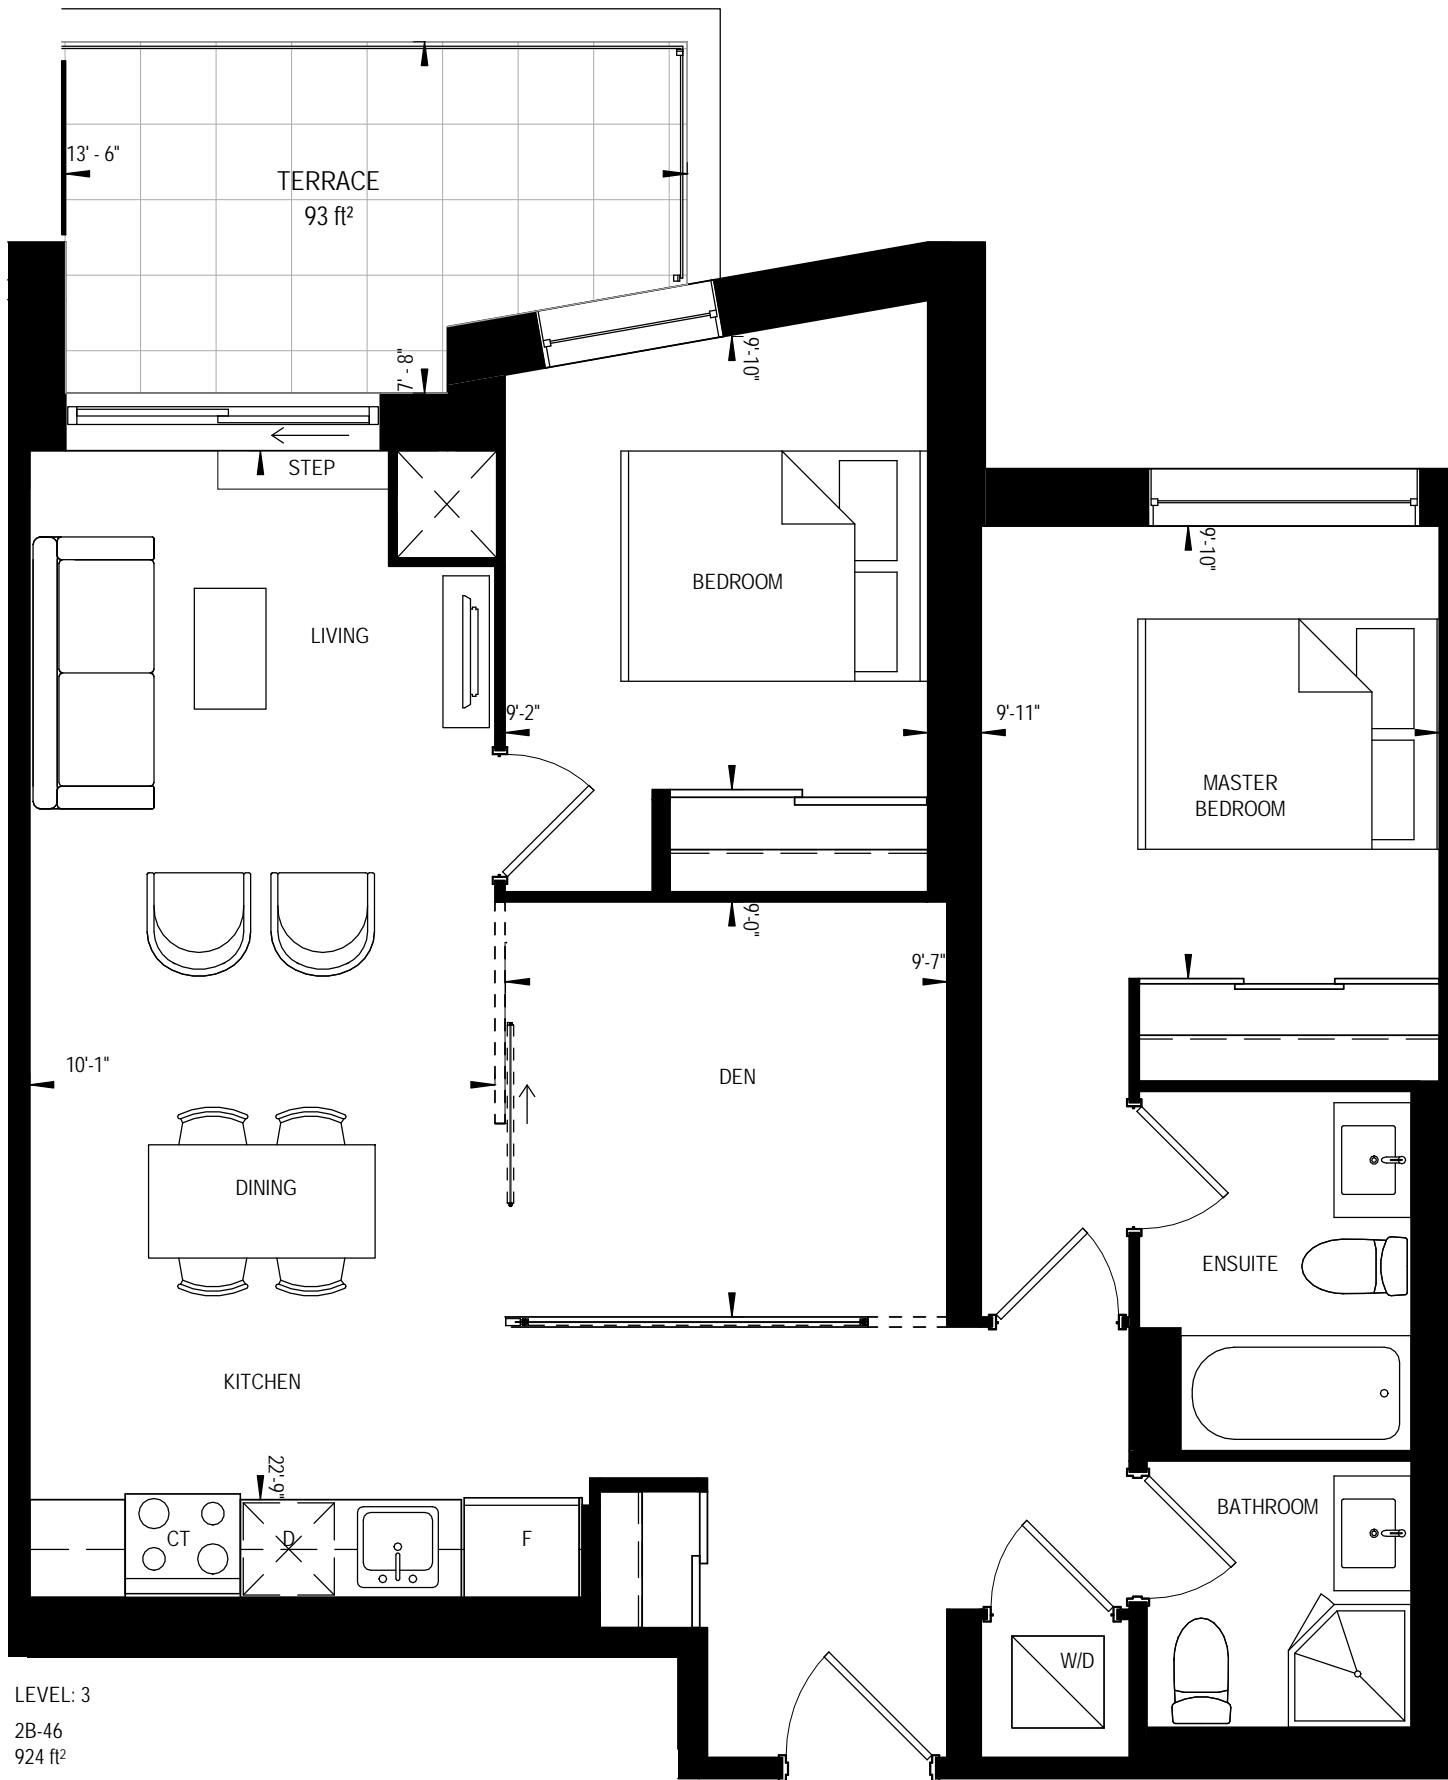 13' - 6"
TERRACE
93 ft²
7' - 8"
9'-10"
STEP
9'-10"
BEDROOM
LIVING
9'-2"
9'-11"
MASTER
BEDROOM
9'-0"
9'-7"
10'-1"
DEN
DINING
ENSUITE
KITCHEN
22'-9"
BATHROOM
CT
D
F
W/D
LEVEL: 3
2B-46
924 ft²